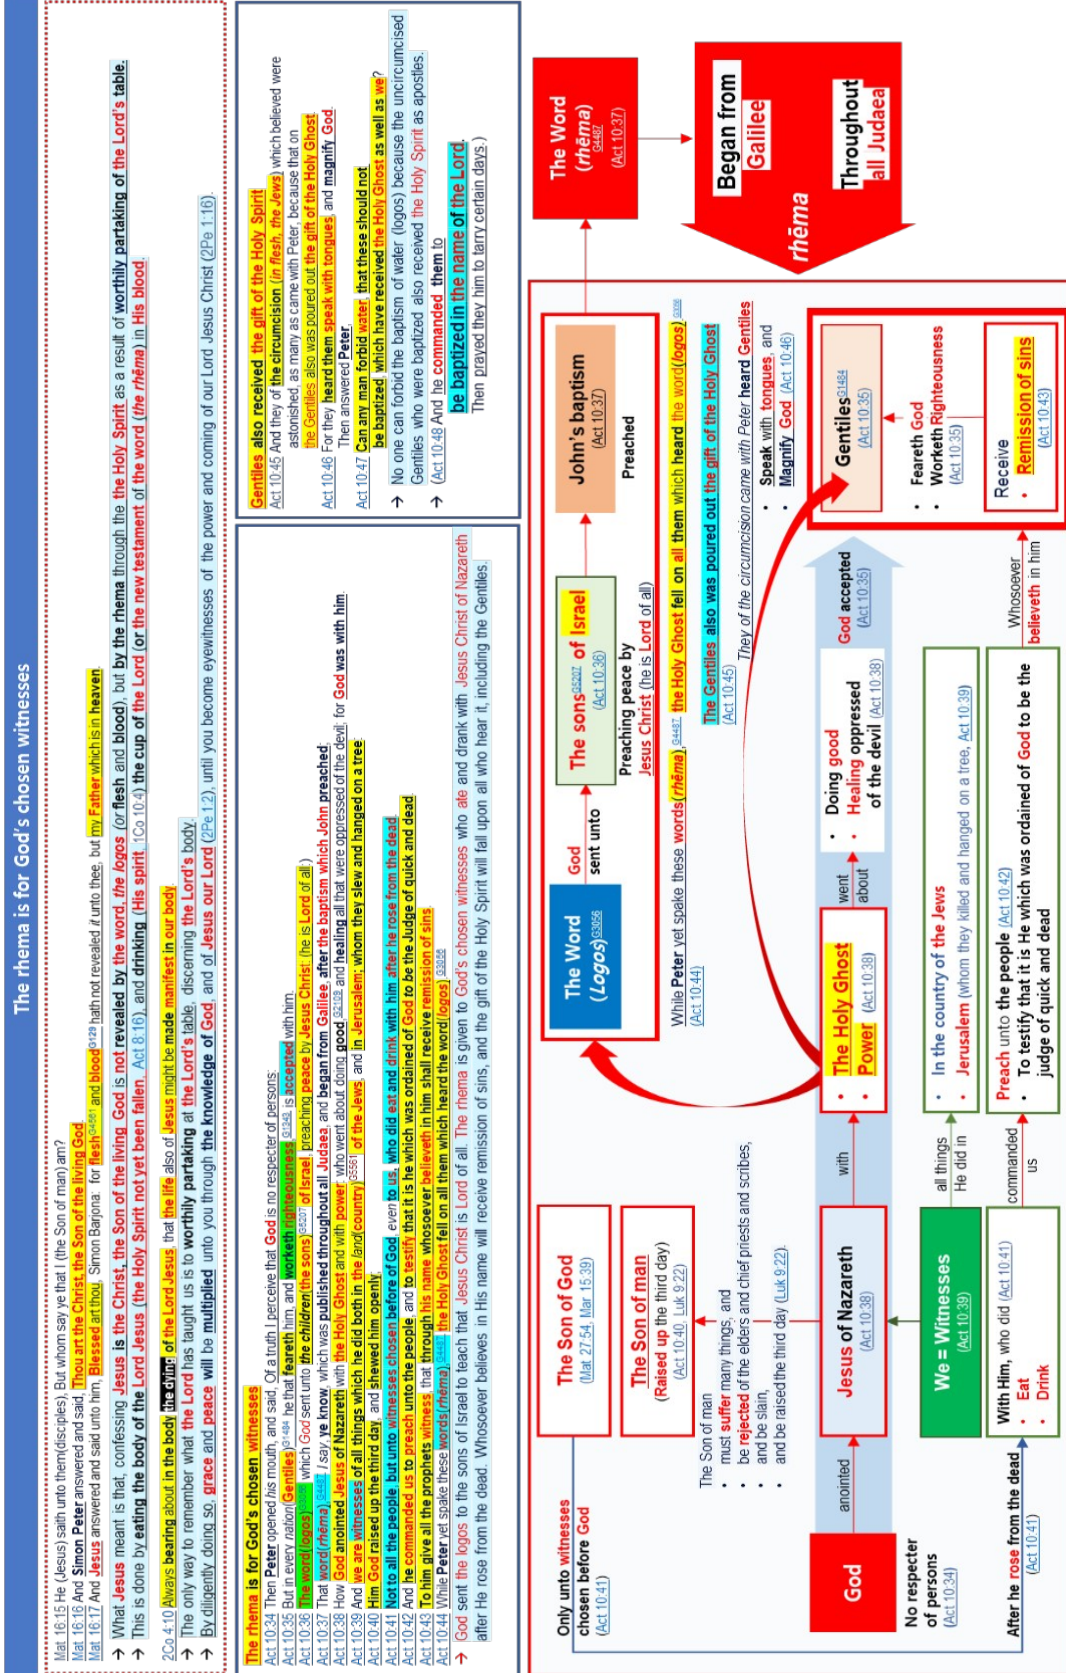 The rhema is for God's chosen witnesses
Mat 16:15 He (Jesus) saith unto them(disciples), But whom say ye that I (the Son of man) am?
Mat 16:16 And Simon Peter answered and said, Thou art the Christ, the Son of the living God.
Mat 16:17 And Jesus answered and said unto him, Blessed art thou, Simon Barjona: for flesh G4561 and blood G129 hath not revealed it unto thee, but my Father which is in heaven.
→ What Jesus meant is that, confessing Jesus is the Christ, the Son of the living God is not revealed by the word, the logos (or flesh and blood), but by the rhema through the Holy Spirit as a result of worthily partaking of the Lord's table.
→ This is done by eating the body of the Lord Jesus (the Holy Spirit not yet been fallen, Act 8:16), and drinking (His spirit, 1Co 10:4) the cup of the Lord (or the new testament of the word (the rhēma) in His blood.
2Co 4:10 Always bearing about in the body the dying of the Lord Jesus, that the life also of Jesus might be made manifest in our body.
→ The only way to remember what the Lord has taught us is to worthily partaking at the Lord's table, discerning the Lord's body.
→ By diligently doing so, grace and peace will be multiplied unto you through the knowledge of God, and of Jesus our Lord (2Pe 1:2), until you become eyewitnesses of the power and coming of our Lord Jesus Christ (2Pe 1:16).
The rhema is for God's chosen witnesses
Act 10:34 Then Peter opened his mouth, and said, Of a truth I perceive that God is no respecter of persons:
Act 10:35 But in every nation(Gentiles) G1484 he that feareth him, and worketh righteousness G1343, is accepted with him.
Act 10:36 The word(logos) G3056 which God sent unto the children(the sons) G5207 of Israel, preaching peace by Jesus Christ: (he is Lord of all:)
Act 10:37 That word(rhēma), G4487 I say, ye know, which was published throughout all Judaea, and began from Galilee, after the baptism which John preached;
Act 10:38 How God anointed Jesus of Nazareth with the Holy Ghost and with power: who went about doing good, G2109 and healing all that were oppressed of the devil; for God was with him.
Act 10:39 And we are witnesses of all things which he did both in the land(country) G5561 of the Jews, and in Jerusalem; whom they slew and hanged on a tree:
Act 10:40 Him God raised up the third day, and shewed him openly;
Act 10:41 Not to all the people, but unto witnesses chosen before of God, even to us, who did eat and drink with him after he rose from the dead.
Act 10:42 And he commanded us to preach unto the people, and to testify that it is he which was ordained of God to be the Judge of quick and dead.
Act 10:43 To him give all the prophets witness, that through his name whosoever believeth in him shall receive remission of sins.
Act 10:44 While Peter yet spake these words(rhēma), G4487 the Holy Ghost fell on all them which heard the word(logos). G3056
→ God sent the logos to the sons of Israel to teach that Jesus Christ is Lord of all. The rhema is given to God's chosen witnesses who ate and drank with Jesus Christ of Nazareth
after He rose from the dead. Whosoever believes in His name will receive remission of sins, and the gift of the Holy Spirit will fall upon all who hear it, including the Gentiles.
Gentiles also received the gift of the Holy Spirit
Act 10:45 And they of the circumcision (in flesh, the Jews) which believed were
astonished, as many as came with Peter, because that on
the Gentiles also was poured out the gift of the Holy Ghost.
Act 10:46 For they heard them speak with tongues, and magnify God.
Then answered Peter,
Act 10:47 Can any man forbid water, that these should not
be baptized, which have received the Holy Ghost as well as we?
→ No one can forbid the baptism of water (logos) because the uncircumcised
Gentiles who were baptized also received the Holy Spirit as apostles.
→ (Act 10:48 And he commanded them to
be baptized in the name of the Lord.
Then prayed they him to tarry certain days.)
Only unto witnesses
chosen before God
(Act 10:41)
The Son of God
(Mat 27:54, Mar 15:39)
The Son of man
(Raised up the third day)
(Act 10:40, Luk 9:22)
The Son of man
• must suffer many things, and
• be rejected of the elders and chief priests and scribes,
• and be slain,
• and be raised the third day (Luk 9:22).
God
anointed
Jesus of Nazareth
(Act 10:38)
with
• The Holy Ghost
• Power (Act 10:38)
went
about
• Doing good
• Healing oppressed
of the devil (Act 10:38)
God accepted
(Act 10:35)
No respecter
of persons
(Act 10:34)
We = Witnesses
(Act 10:39)
all things
He did in
• In the country of the Jews
• Jerusalem (whom they killed and hanged on a tree, Act 10:39)
After he rose from the dead
(Act 10:41)
With Him, who did (Act 10:41)
• Eat
• Drink
commanded
us
• Preach unto the people (Act 10:42)
• To testify that it is He which was ordained of God to be the
judge of quick and dead
Whosoever
believeth in him
The Word
(Logos) G3056
God
sent unto
The sons G5207 of Israel
(Act 10:36)
Preaching peace by
Jesus Christ (he is Lord of all)
John's baptism
(Act 10:37)
Preached
The Word
(rhēma)
G4487
(Act 10:37)
rhēma
Began from
Galilee
Throughout
all Judaea
While Peter yet spake these words(rhēma), G4487 the Holy Ghost fell on all them which heard the word(logos). G3056
(Act 10:44)
The Gentiles also was poured out the gift of the Holy Ghost
(Act 10:45)
They of the circumcision came with Peter heard Gentiles
• Speak with tongues, and
• Magnify God (Act 10:46)
Gentiles G1484
(Act 10:35)
• Feareth God
• Worketh Righteousness
(Act 10:35)
Receive
• Remission of sins
(Act 10:43)